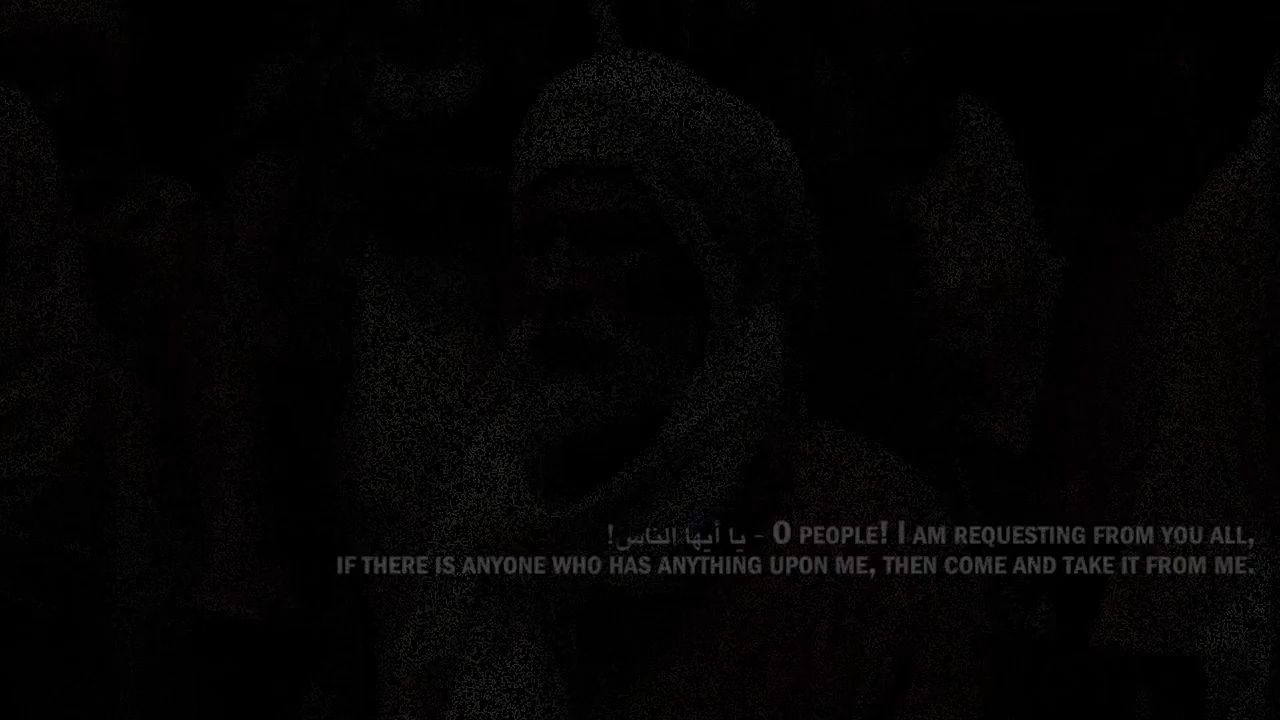 يا أيها الناس! - O PEOPLE! I AM REQUESTING FROM YOU ALL,
IF THERE IS ANYONE WHO HAS ANYTHING UPON ME, THEN COME AND TAKE IT FROM ME.